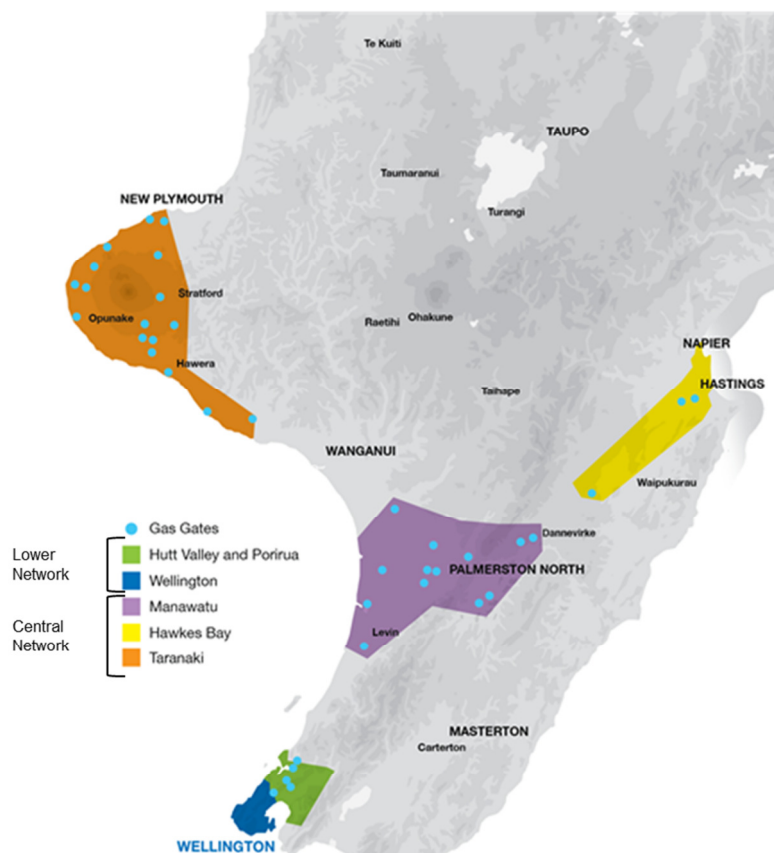 Te Kuiti
TAUPO
Taumaranui
NEW PLYMOUTH
Turangi
Stratford
Opunake
Raetihi
Ohakune
NAPIER
Hawera
HASTINGS
Taihape
WANGANUI
Waipukurau
Gas Gates
Dannevirke
Lower
Network
Hutt Valley and Porirua
Wellington
PALMERSTON NORTH
Manawatu
Central
Network
Hawkes Bay
Levin
Taranaki
MASTERTON
Carterton
WELLINGTON